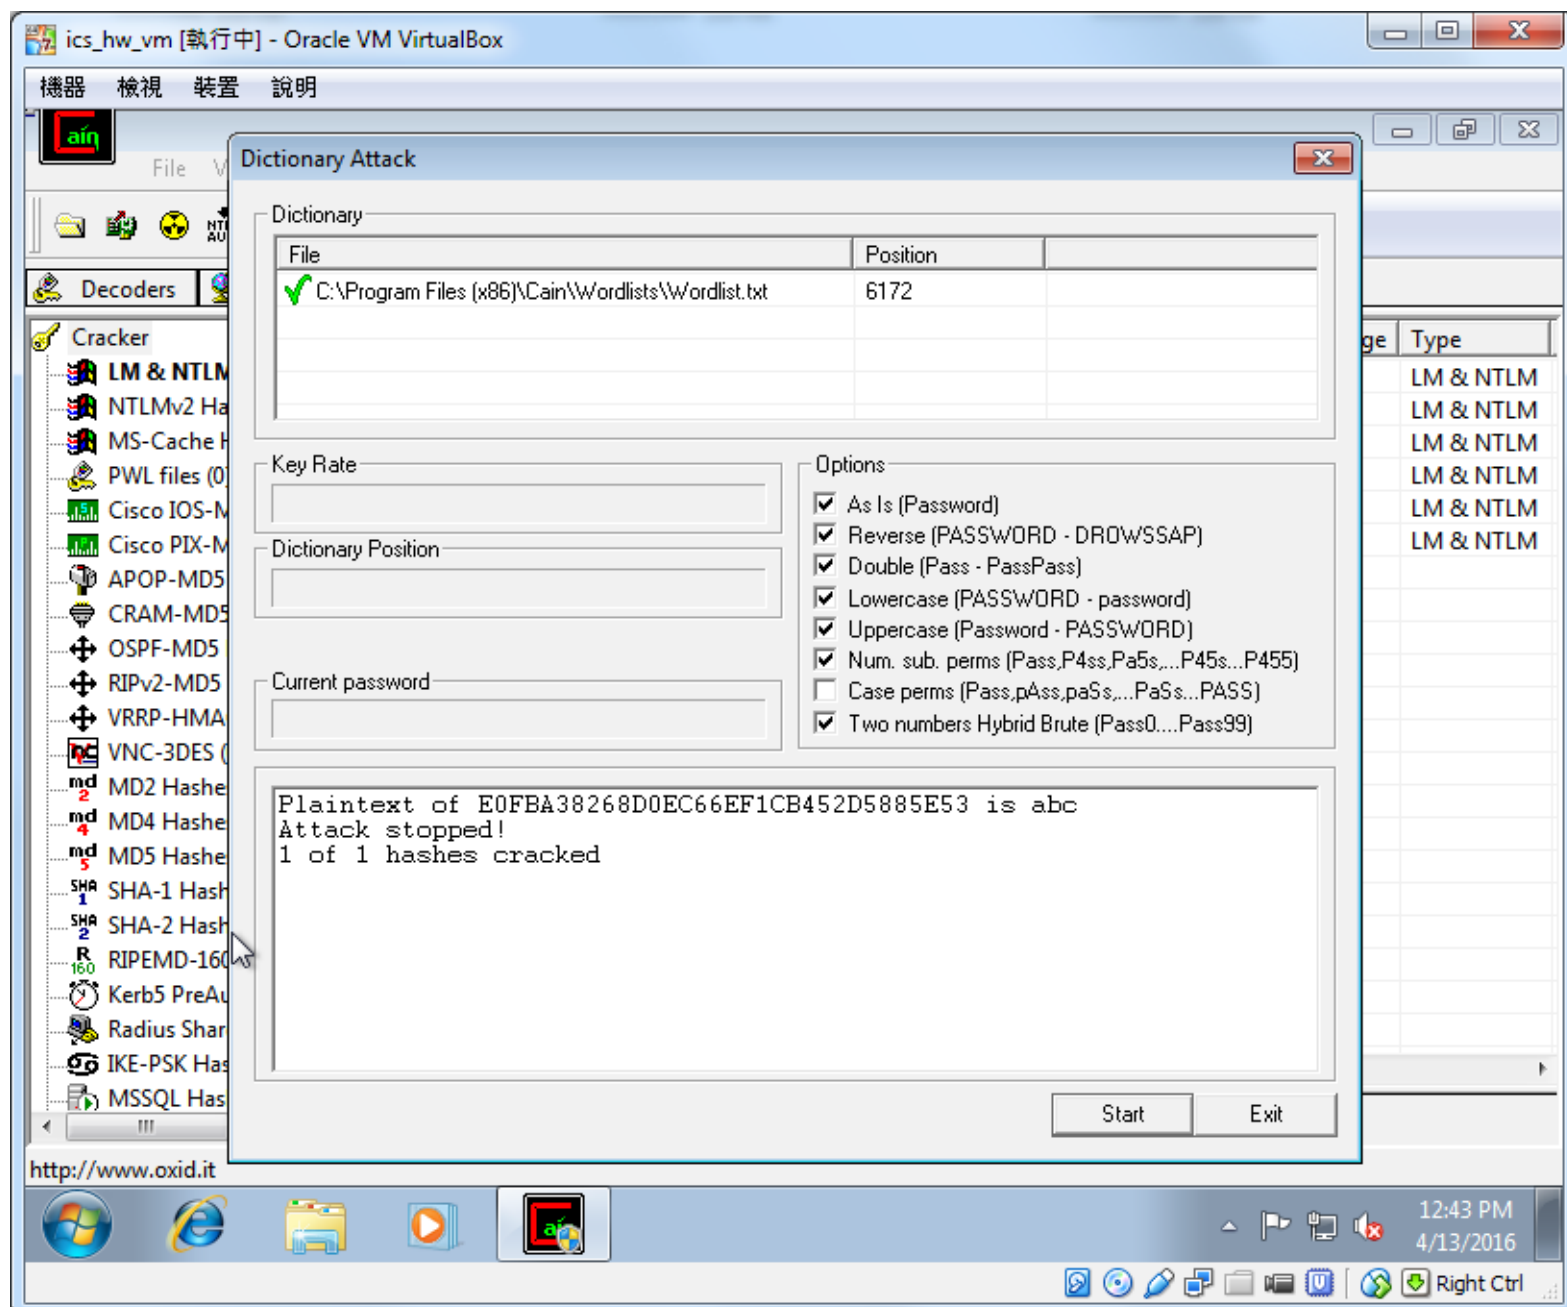 ics_hw_vm [執行中] - Oracle VM VirtualBox
機器 檢視 裝置 說明
File
Dictionary Attack
Dictionary
File Position
C:\Program Files (x86)\Cain\Wordlists\Wordlist.txt 6172
Decoders
Cracker
LM & NTLM
NTLMv2 Ha
MS-Cache H
PWL files (0)
Cisco IOS-M
Cisco PIX-M
APOP-MD5
CRAM-MD5
OSPF-MD5
RIPv2-MD5
VRRP-HMA
VNC-3DES (
MD2 Hashe
MD4 Hashe
MD5 Hashe
SHA-1 Hash
SHA-2 Hash
RIPEMD-160
Kerb5 PreAu
Radius Shar
IKE-PSK Has
MSSQL Has
Key Rate
Dictionary Position
Current password
Options
As Is (Password)
Reverse (PASSWORD - DROWSSAP)
Double (Pass - PassPass)
Lowercase (PASSWORD - password)
Uppercase (Password - PASSWORD)
Num. sub. perms (Pass,P4ss,Pa5s,...P45s...P455)
Case perms (Pass,pAss,paSs,...PaSs...PASS)
Two numbers Hybrid Brute (Pass0....Pass99)
ge Type
LM & NTLM
LM & NTLM
LM & NTLM
LM & NTLM
LM & NTLM
LM & NTLM
Plaintext of E0FBA38268D0EC66EF1CB452D5885E53 is abc
Attack stopped!
1 of 1 hashes cracked
Start Exit
http://www.oxid.it
12:43 PM
4/13/2016
Right Ctrl